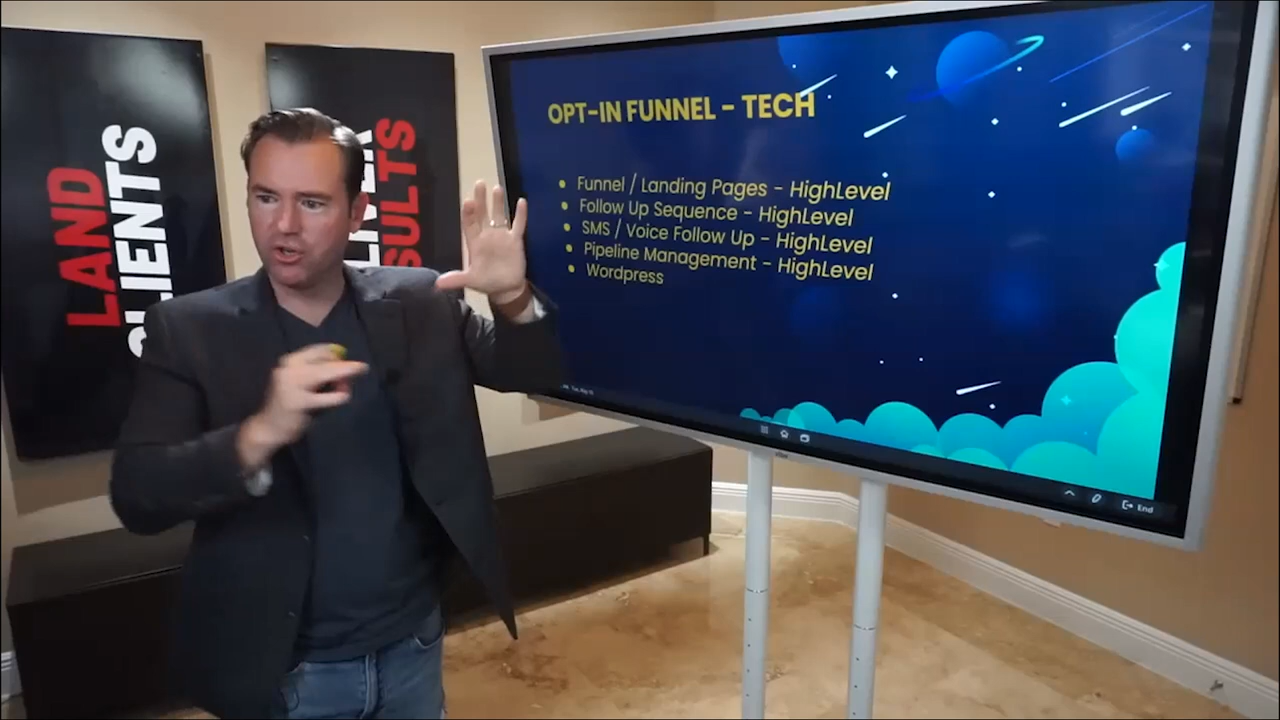 LAND
CLIENTS
SULTS
OPT-IN FUNNEL - TECH
• Funnel / Landing Pages - HighLevel
• Follow Up Sequence - HighLevel
• SMS / Voice Follow Up - HighLevel
• Pipeline Management - HighLevel
• Wordpress
End